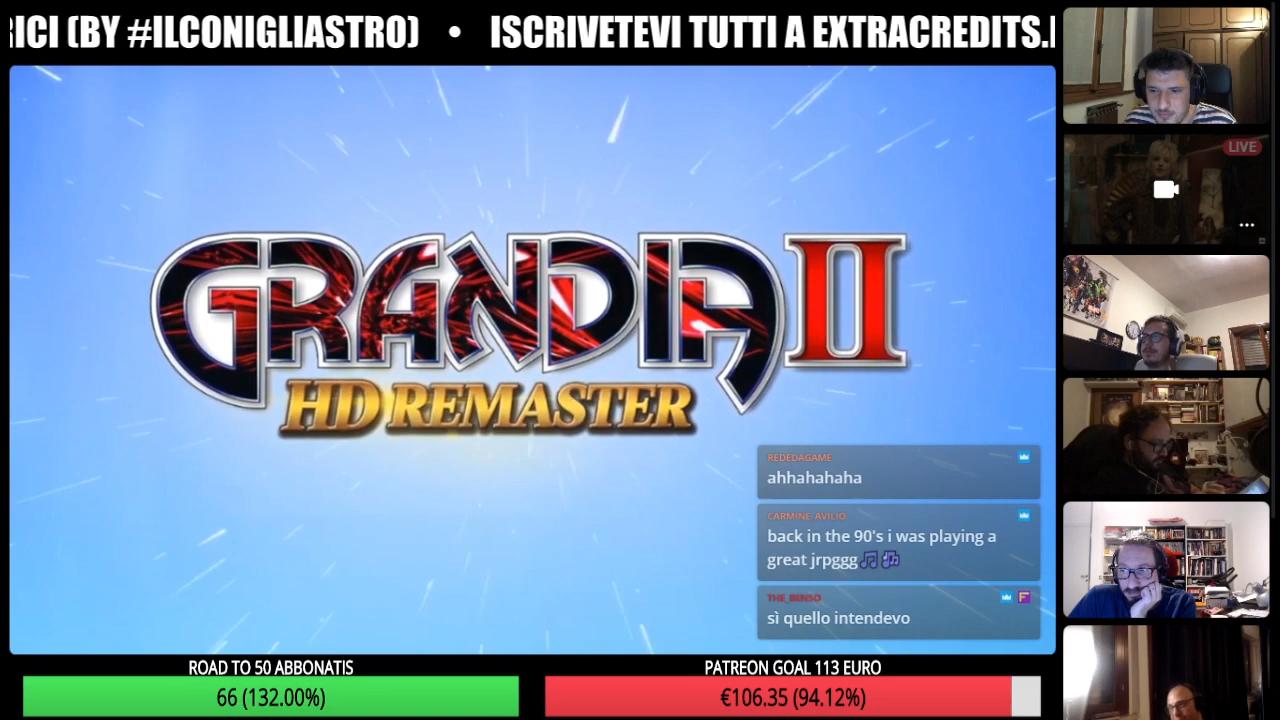 RICI (BY #ILCONIGLIASTRO) • ISCRIVETEVI TUTTI A EXTRACREDITS.
LIVE
GRANDIA II
HD REMASTER
REDEDAGAME
ahhahahaha
CARMINE_AVILIO
back in the 90's i was playing a
great jrpggg
THE_BENSO
sì quello intendevo
ROAD TO 50 ABBONATIS
66 (132.00%)
PATREON GOAL 113 EURO
€106.35 (94.12%)